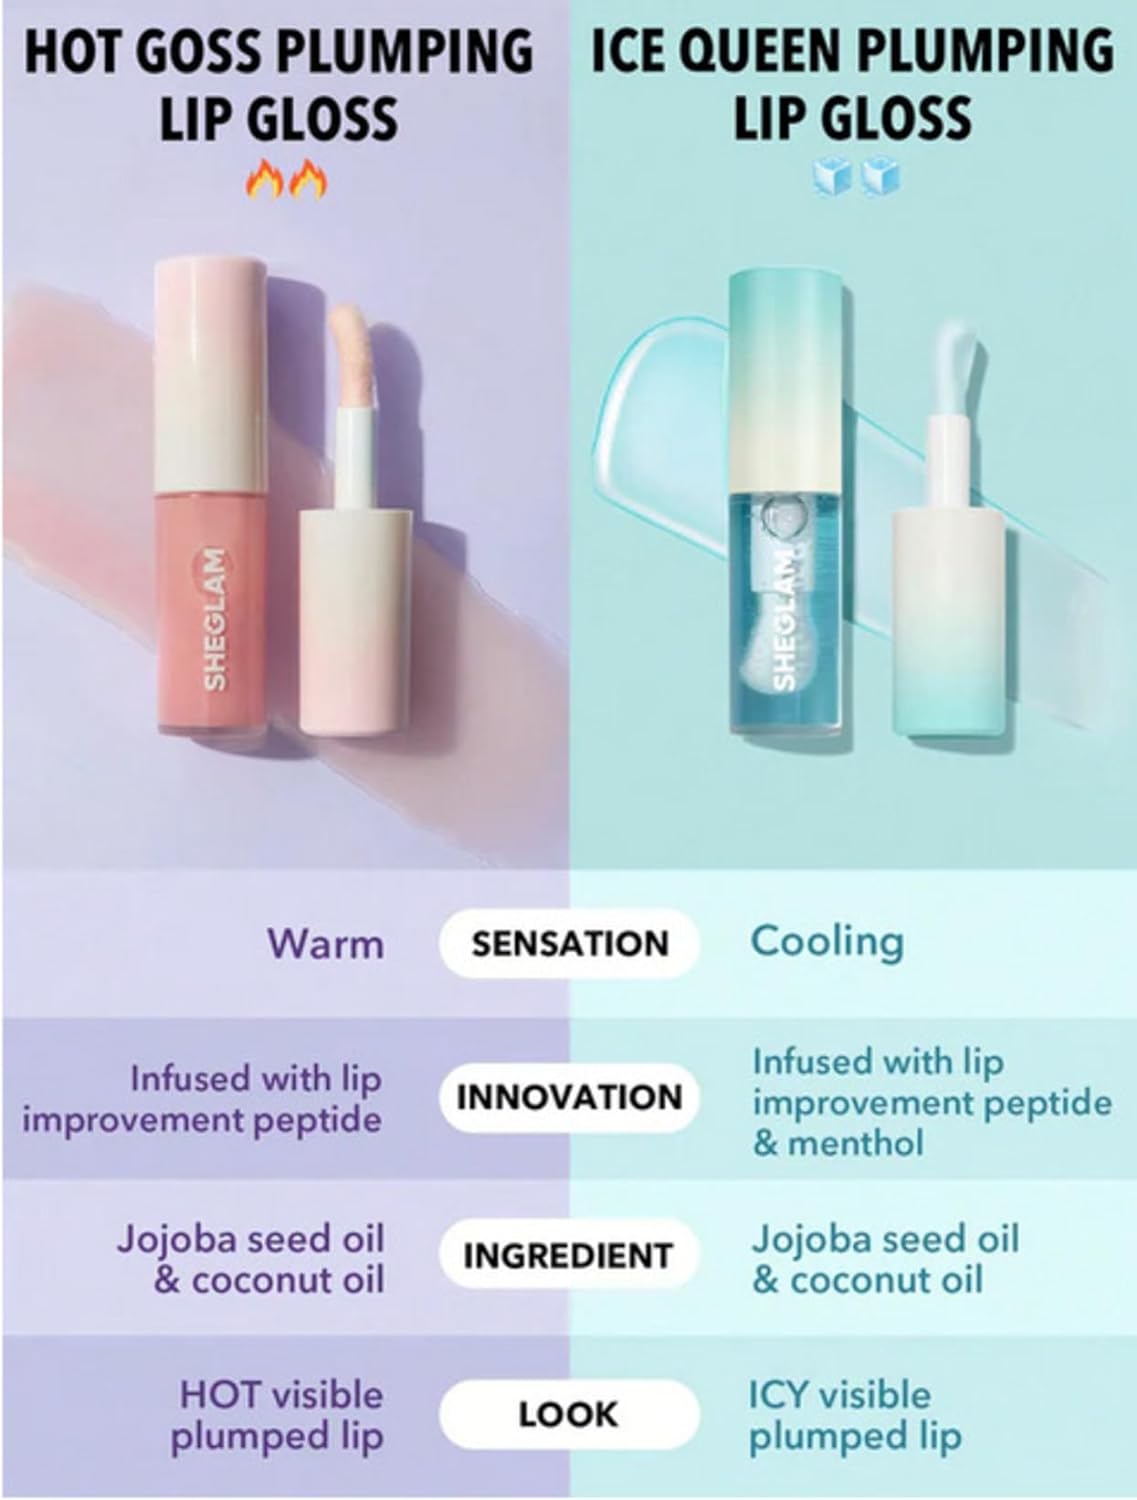 HOT GOSS PLUMPING
LIP GLOSS
🔥🔥
ICE QUEEN PLUMPING
LIP GLOSS
🧊🧊
SHEGLAM
SHEGLAM
Warm
SENSATION
Cooling
Infused with lip
improvement peptide
INNOVATION
Infused with lip
improvement peptide
& menthol
Jojoba seed oil
& coconut oil
INGREDIENT
Jojoba seed oil
& coconut oil
HOT visible
plumped lip
LOOK
ICY visible
plumped lip